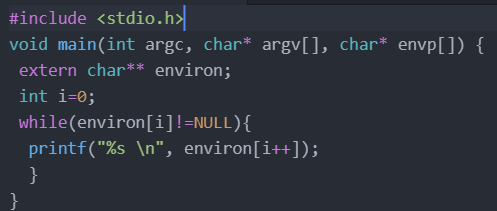 #include <stdio.h>
void main(int argc, char* argv[], char* envp[]) {
 extern char** environ;
 int i=0;
 while(environ[i]!=NULL){
  printf("%s \n", environ[i++]);
  }
}